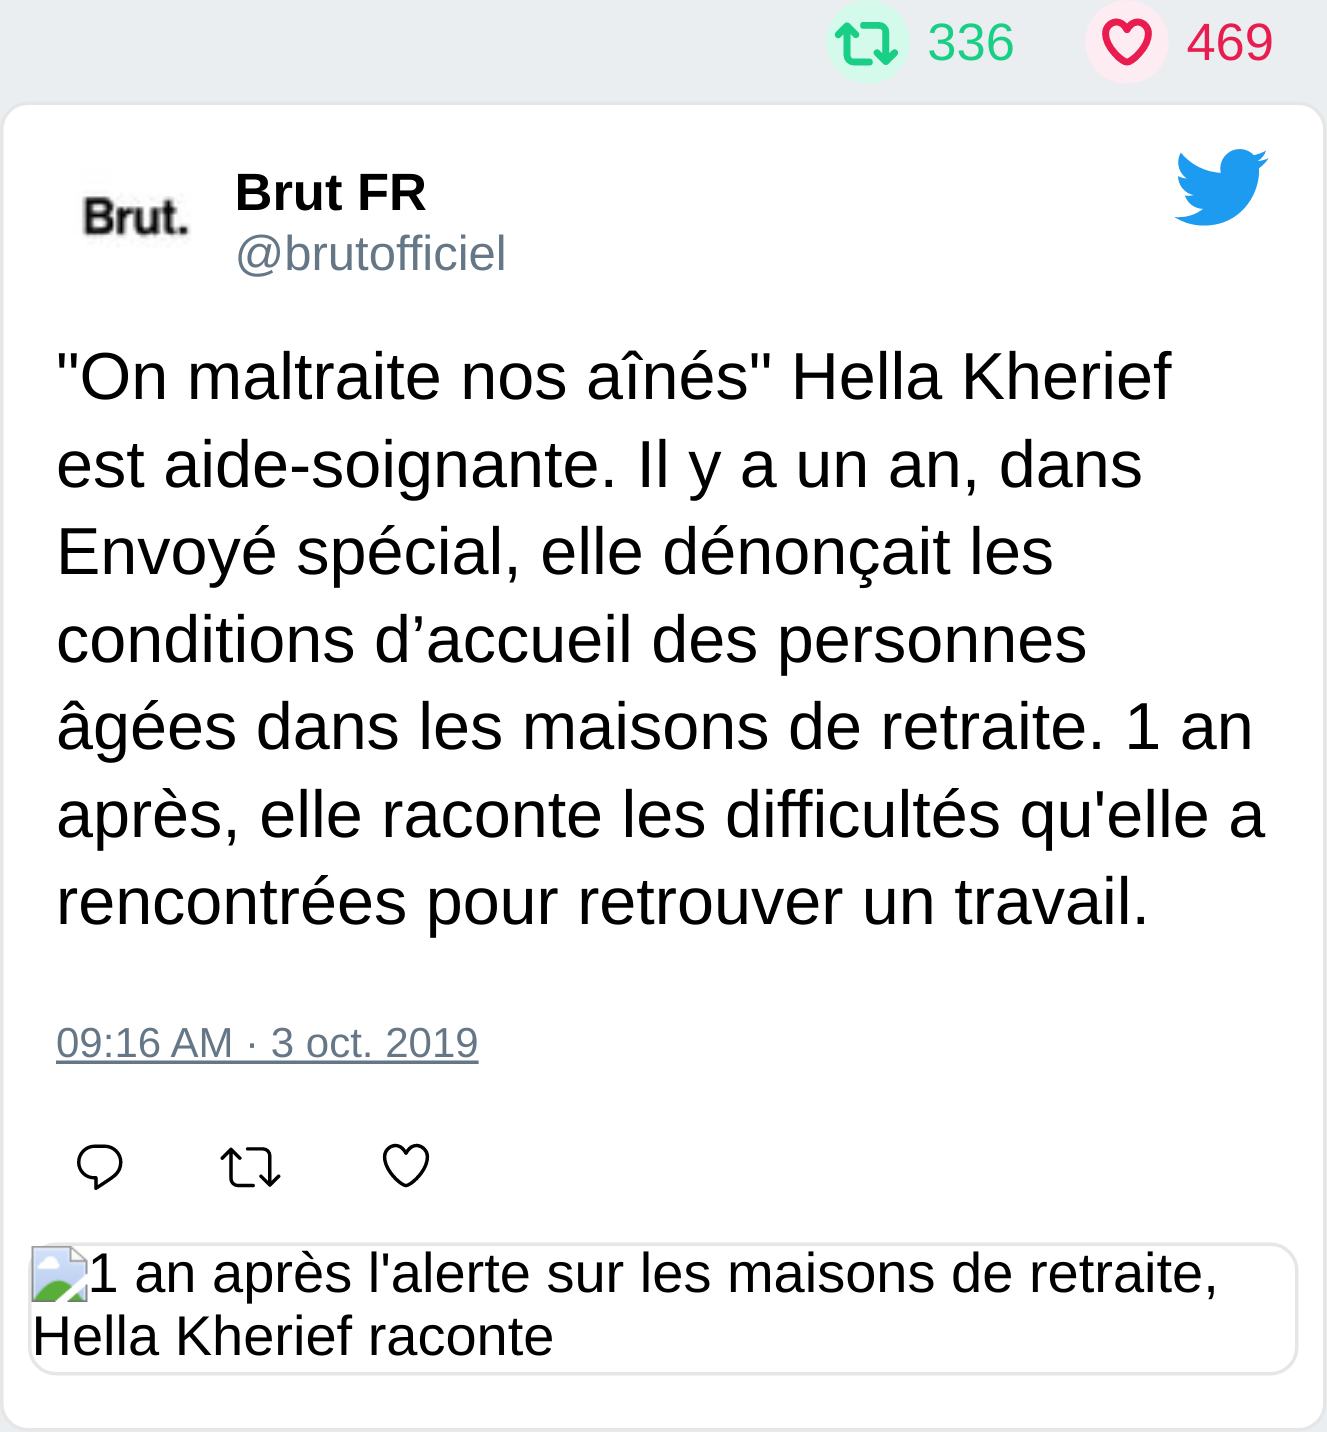 336 469
Brut.
Brut FR
@brutofficiel
"On maltraite nos aînés" Hella Kherief
est aide-soignante. Il y a un an, dans
Envoyé spécial, elle dénonçait les
conditions d’accueil des personnes
âgées dans les maisons de retraite. 1 an
après, elle raconte les difficultés qu'elle a
rencontrées pour retrouver un travail.
09:16 AM · 3 oct. 2019
1 an après l'alerte sur les maisons de retraite,
Hella Kherief raconte